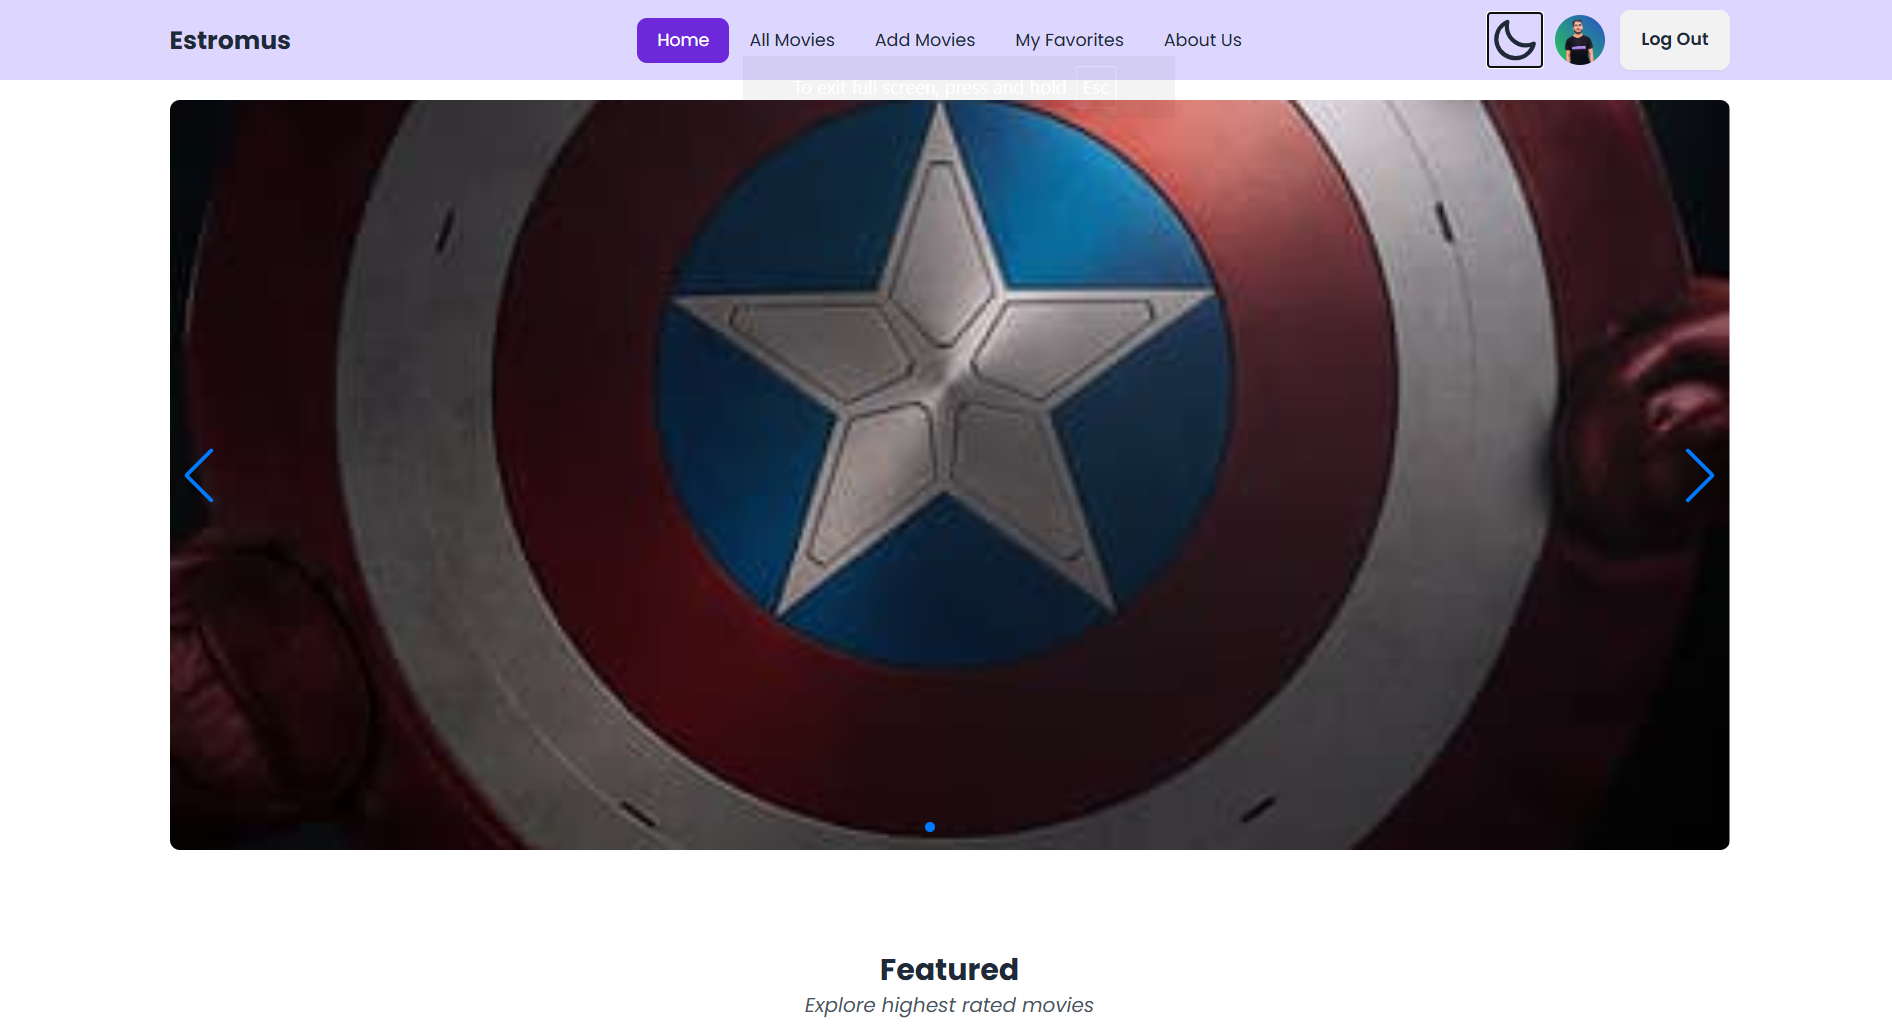 Estromus
Home
All Movies
Add Movies
My Favorites
About Us
Log Out
To exit full screen, press and hold Esc
Featured
Explore highest rated movies